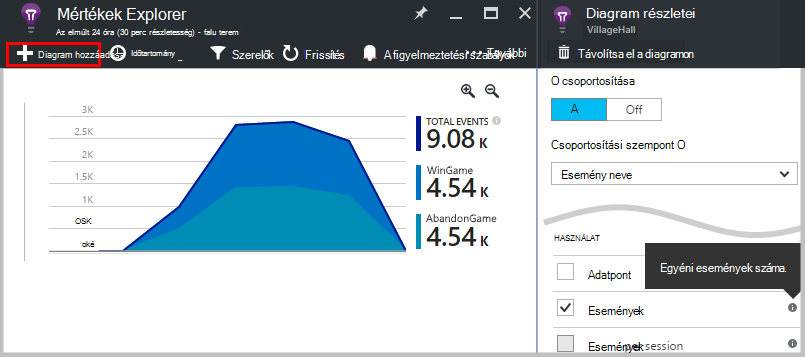 Mértékek Explorer
Az elmúlt 24 óra (30 perc részletesség) - falu terem
Diagram hozzáadása Időtartomány Szerelők Frissítés A figyelmeztetési szabályok További
3K
2.5K
2K
1.5K
1K
OSK
oké
TOTAL EVENTS
9.08 K
WinGame
4.54 K
AbandonGame
4.54 K
Diagram részletei
VillageHall
Távolítsa el a diagramon
O csoportosítása
A Off
Csoportosítási szempont O
Esemény neve
HASZNÁLAT
Egyéni események száma.
Adatpont
Események
Események per session